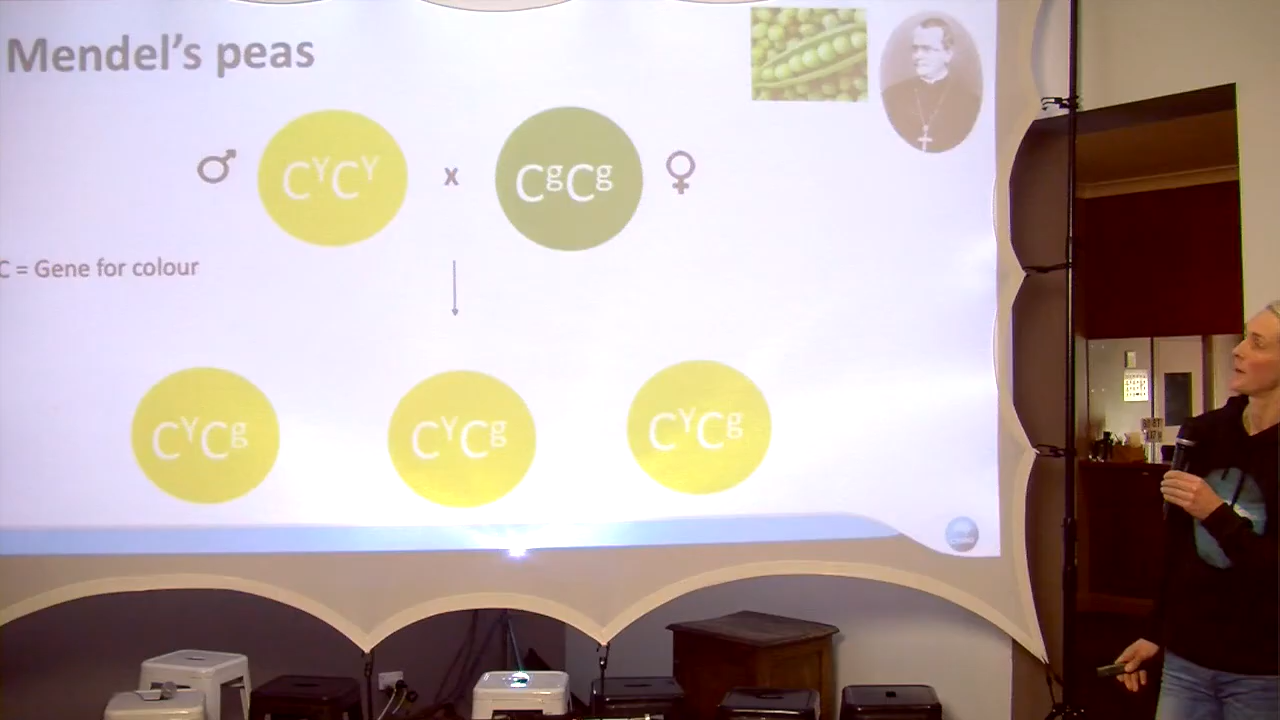 Mendel's peas
♂ CʸCʸ x CᵍCᵍ ♀
C = Gene for colour
CʸCᵍ CʸCᵍ CʸCᵍ